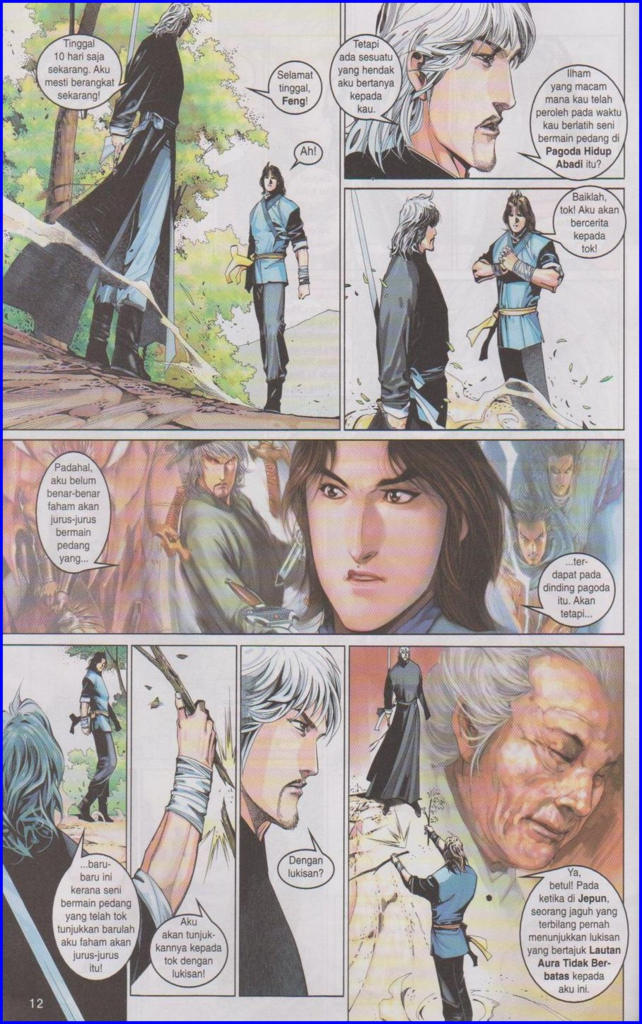 Tinggal
10 hari saja
sekarang. Aku
mesti berangkat
sekarang!
Selamat
tinggal,
Feng!
Ah!
Tetapi
ada sesuatu
yang hendak
aku bertanya
kepada
kau.
Ilham
yang macam
mana kau telah
peroleh pada waktu
kau berlatih seni
bermain pedang di
Pagoda Hidup
Abadi itu?
Baiklah,
tok! Aku akan
bercerita
kepada
tok!
Padahal,
aku belum
benar-benar
faham akan
jurus-jurus
bermain
pedang
yang...
...ter-
dapat pada
dinding pagoda
itu. Akan
tetapi...
...baru-
baru ini
kerana seni
bermain pedang
yang telah tok
tunjukkan barulah
aku faham akan
jurus-jurus
itu!
Aku
akan tunjuk-
kannya kepada
tok dengan
lukisan!
Dengan
lukisan?
Ya,
betul! Pada
ketika di Jepun,
seorang jaguh yang
terbilang pernah
menunjukkan lukisan
yang bertajuk Lautan
Aura Tidak Ber-
batas kepada
aku ini.
12